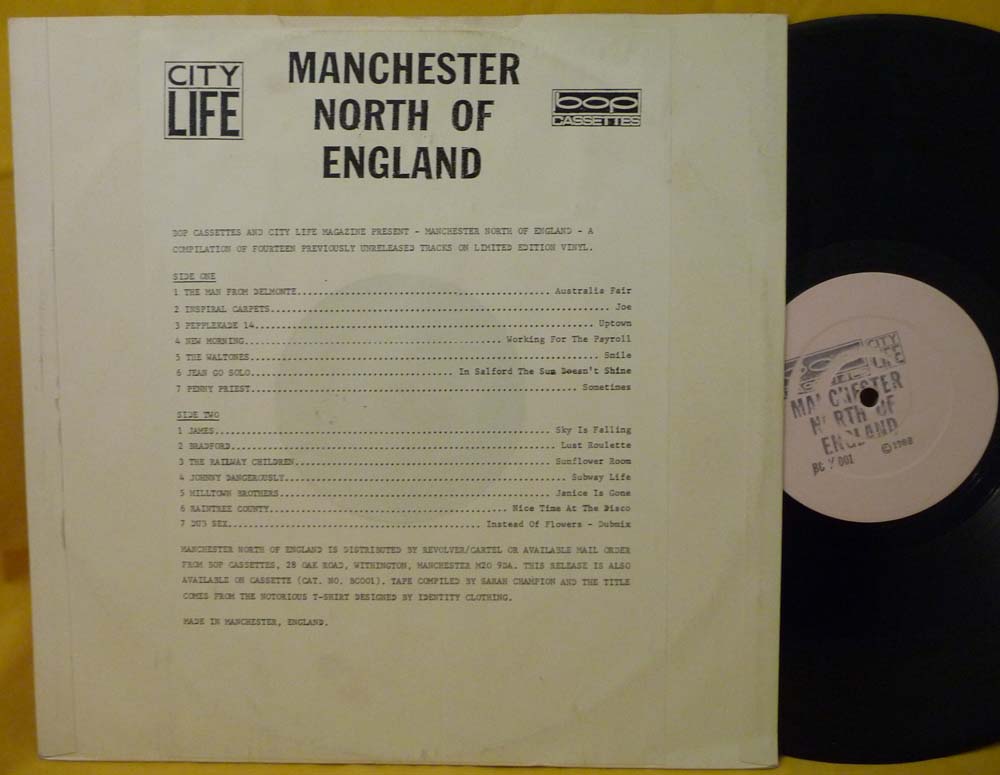 CITY
LIFE
MANCHESTER
NORTH OF
ENGLAND
bop
CASSETTES
BOP CASSETTES AND CITY LIFE MAGAZINE PRESENT - MANCHESTER NORTH OF ENGLAND - A
COMPILATION OF FOURTEEN PREVIOUSLY UNRELEASED TRACKS ON LIMITED EDITION VINYL.
SIDE ONE
1 THE MAN FROM DELMONTE........................................Australia Fair
2 INSPIRAL CARPETS........................................Joe
3 PEPPLEKADE 14........................................Uptown
4 NEW MORNING........................................Working For The Payroll
5 THE WALTONES........................................Smile
6 JEAN GO SOLO........................................In Salford The Sun Doesn't Shine
7 PENNY PRIEST........................................Sometimes
SIDE TWO
1 JAMES........................................Sky Is Falling
2 BRADFORD........................................Lust Roulette
3 THE RAILWAY CHILDREN........................................Sunflower Room
4 JOHNNY DANGEROUSLY........................................Subway Life
5 MILLTOWN BROTHERS........................................Janice Is Gone
6 RAINTREE COUNTY........................................Nice Time At The Disco
7 DUB SEX........................................Instead Of Flowers - Dubmix
MANCHESTER NORTH OF ENGLAND IS DISTRIBUTED BY REVOLVER/CARTEL OR AVAILABLE MAIL ORDER
FROM BOP CASSETTES, 28 OAK ROAD, WITHINGTON, MANCHESTER M20 9DA. THIS RELEASE IS ALSO
AVAILABLE ON CASSETTE (CAT. NO. BC001). TAPE COMPILED BY SARAH CHAMPION AND THE TITLE
COMES FROM THE NOTORIOUS T-SHIRT DESIGNED BY IDENTITY CLOTHING.
MADE IN MANCHESTER, ENGLAND.
CITY
LIFE
MANCHESTER
NORTH OF
ENGLAND
©1988